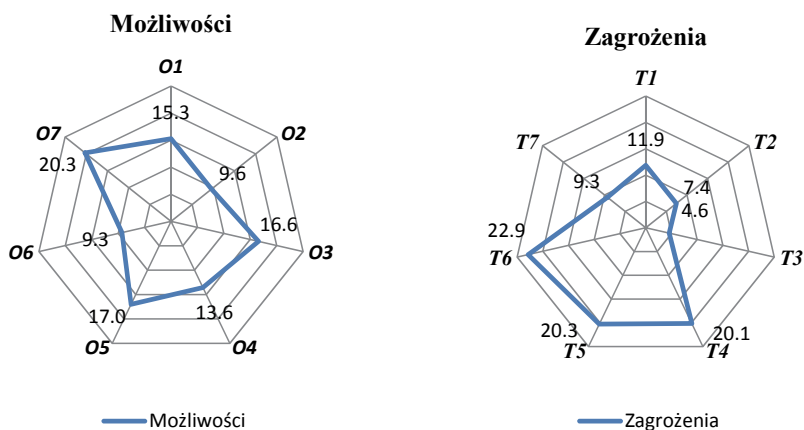 Możliwości
O1
15.3
O7
O2
20.3
9.6
16.6
O6
9.3
O3
17.0
13.6
O5
O4
Możliwości
Zagrożenia
T1
11.9
T7
T2
9.3
7.4
4.6
22.9
T6
T3
20.3
20.1
T5
T4
Zagrożenia